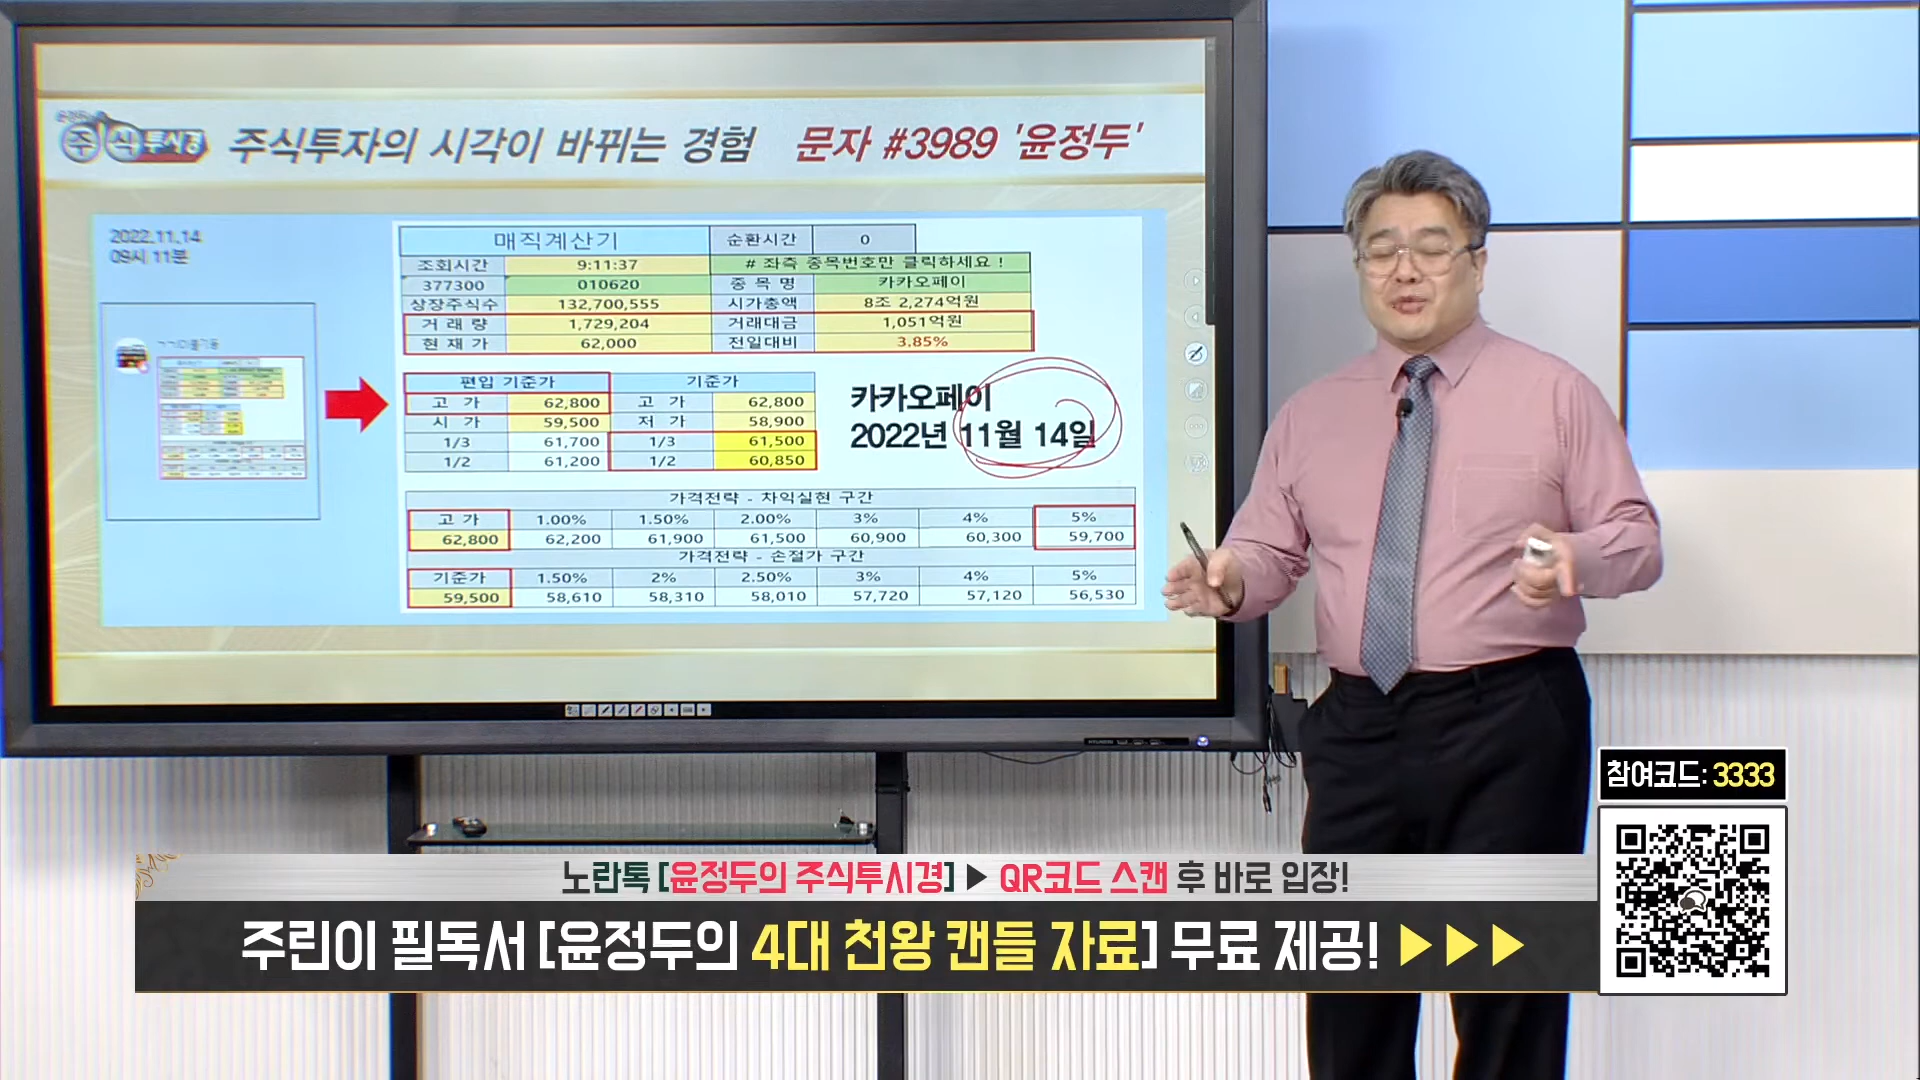 주식투시경
주식투자의 시각이 바뀌는 경험 문자 #3989 '윤정두'
2022.11.14
09시 11분
매직계산기 순환시간 0
조회시간 9:11:37 # 좌측 종목번호만 클릭하세요 !
377300 010620 종 목 명 카카오페이
상장주식수 132,700,555 시가총액 8조 2,274억원
거 래 량 1,729,204 거래대금 1,051억원
현 재 가 62,000 전일대비 3.85%
편입 기준가 기준가
고 가 62,800 고 가 62,800
시 가 59,500 저 가 58,900
1/3 61,700 1/3 61,500
1/2 61,200 1/2 60,850
카카오페이
2022년 11월 14일
가격전략 - 차익실현 구간
고 가 1.00% 1.50% 2.00% 3% 4% 5%
62,800 62,200 61,900 61,500 60,900 60,300 59,700
가격전략 - 손절가 구간
기준가 1.50% 2% 2.50% 3% 4% 5%
59,500 58,610 58,310 58,010 57,720 57,120 56,530
참여코드: 3333
노란톡 [윤정두의 주식투시경] ▶ QR코드 스캔 후 바로 입장!
주린이 필독서 [윤정두의 4대 천왕 캔들 자료] 무료 제공! ▶▶▶